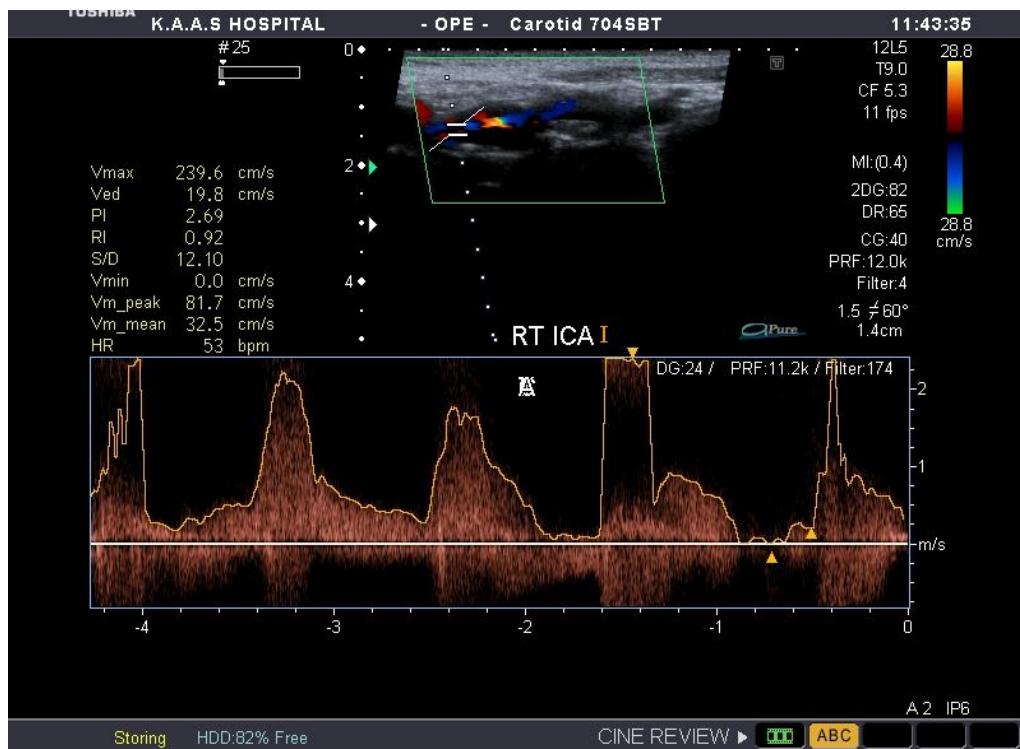 TOSHIBA
K.A.A.S HOSPITAL - OPE - Carotid 704SBT 11:43:35
#25
0
2
4
12L5
T9.0
CF 5.3
11 fps
MI:(0.4)
2DG:82
DR:65
CG:40
PRF:12.0k
Filter:4
1.5 ≠60°
1.4cm
28.8
28.8
cm/s
T
Vmax 239.6 cm/s
Ved 19.8 cm/s
PI 2.69
RI 0.92
S/D 12.10
Vmin 0.0 cm/s
Vm_peak 81.7 cm/s
Vm_mean 32.5 cm/s
HR 53 bpm
RT ICA I
APure
DG:24 / PRF:11.2k / Filter:174
2
1
m/s
-4 -3 -2 -1 0
A 2 IP6
Storing HDD:82% Free CINE REVIEW ABC